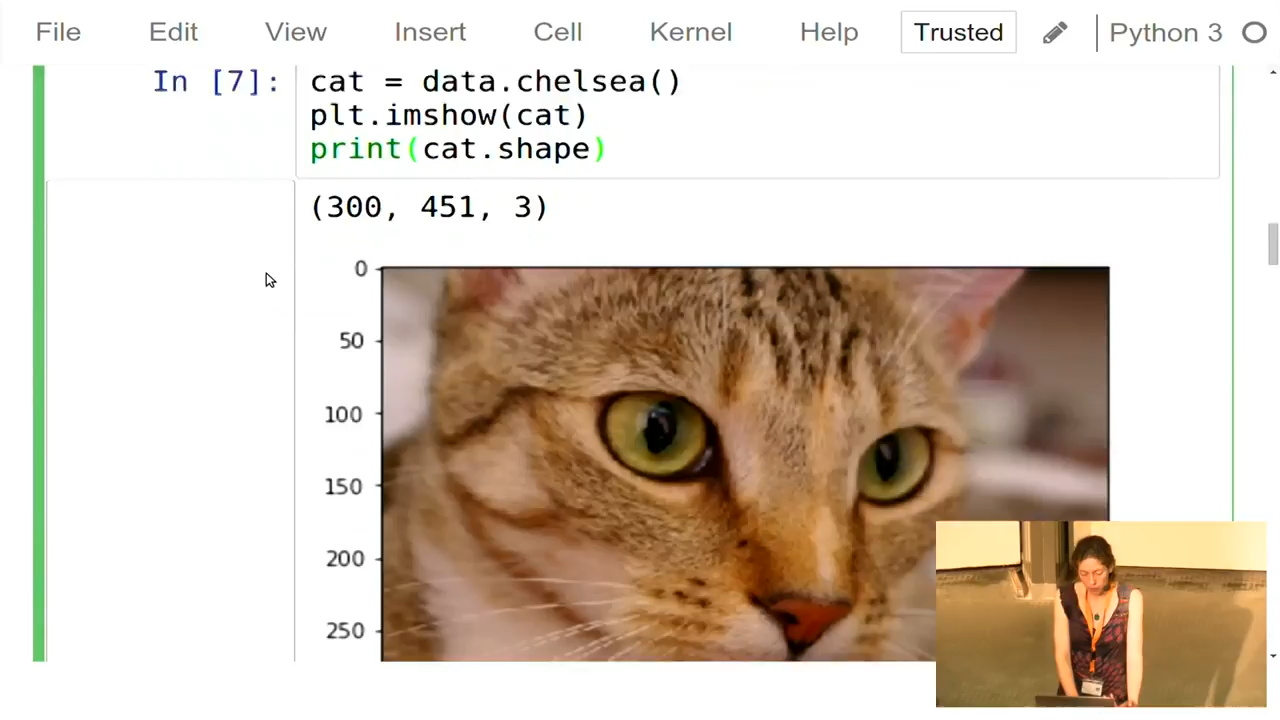 File Edit View Insert Cell Kernel Help Trusted Python 3
In [7]: cat = data.chelsea()
plt.imshow(cat)
print(cat.shape)
(300, 451, 3)
0
50
100
150
200
250